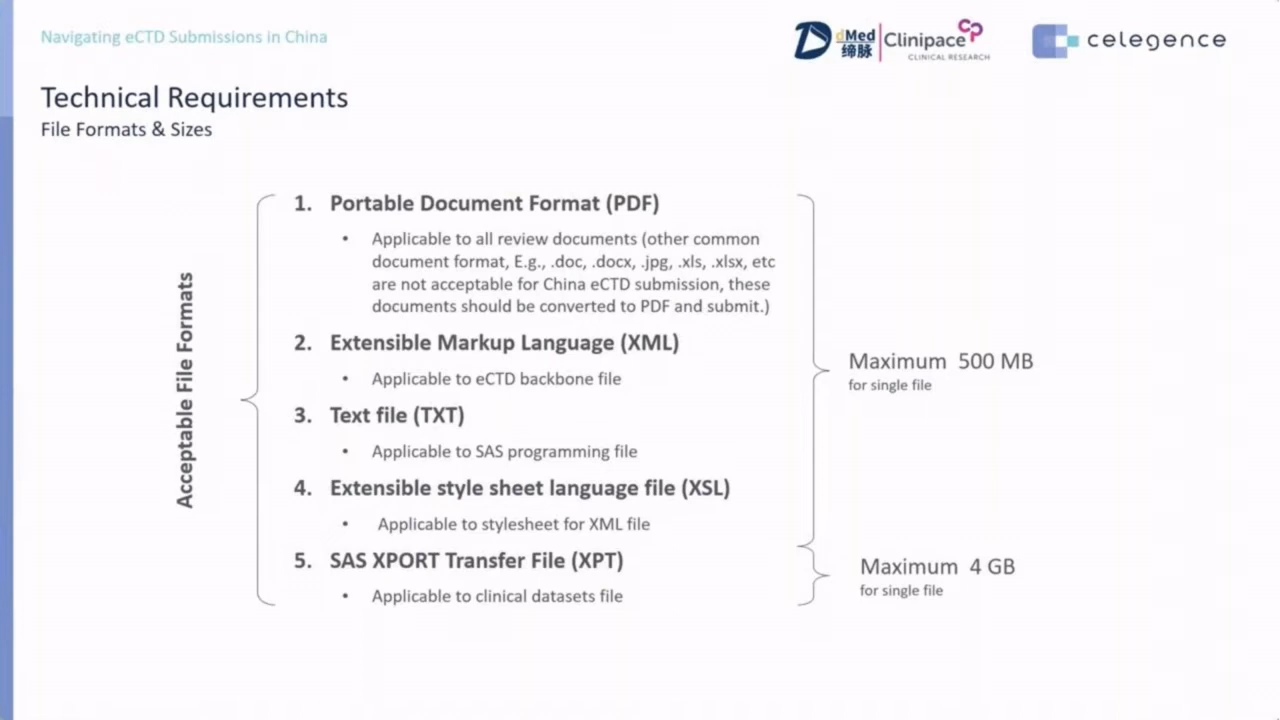 Navigating eCTD Submissions in China
dMed
缔脉
Clinipace
CP
CLINICAL RESEARCH
celegence
Technical Requirements
File Formats & Sizes
Acceptable File Formats
1. Portable Document Format (PDF)
• Applicable to all review documents (other common
document format, E.g., .doc, .docx, .jpg, .xls, .xlsx, etc
are not acceptable for China eCTD submission, these
documents should be converted to PDF and submit.)
2. Extensible Markup Language (XML)
• Applicable to eCTD backbone file
3. Text file (TXT)
• Applicable to SAS programming file
4. Extensible style sheet language file (XSL)
• Applicable to stylesheet for XML file
5. SAS XPORT Transfer File (XPT)
• Applicable to clinical datasets file
Maximum 500 MB
for single file
Maximum 4 GB
for single file